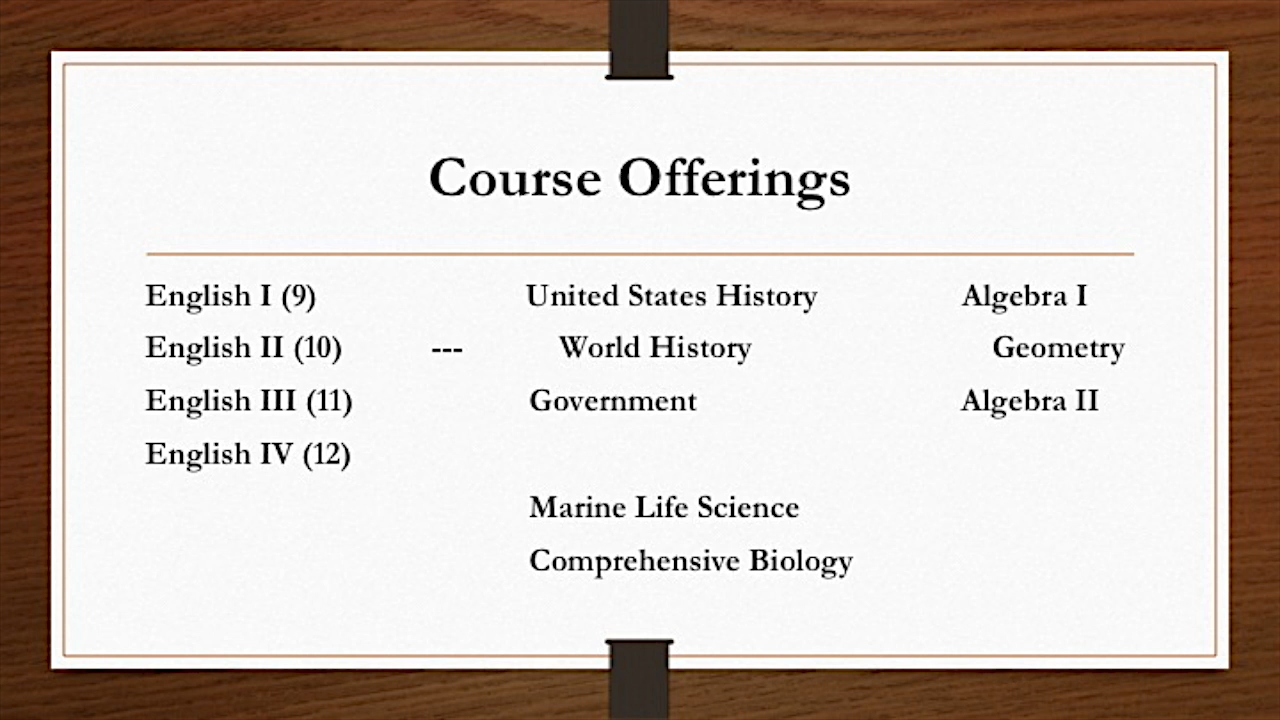 Course Offerings
English I (9) United States History Algebra I
English II (10) --- World History Geometry
English III (11) Government Algebra II
English IV (12)
Marine Life Science
Comprehensive Biology